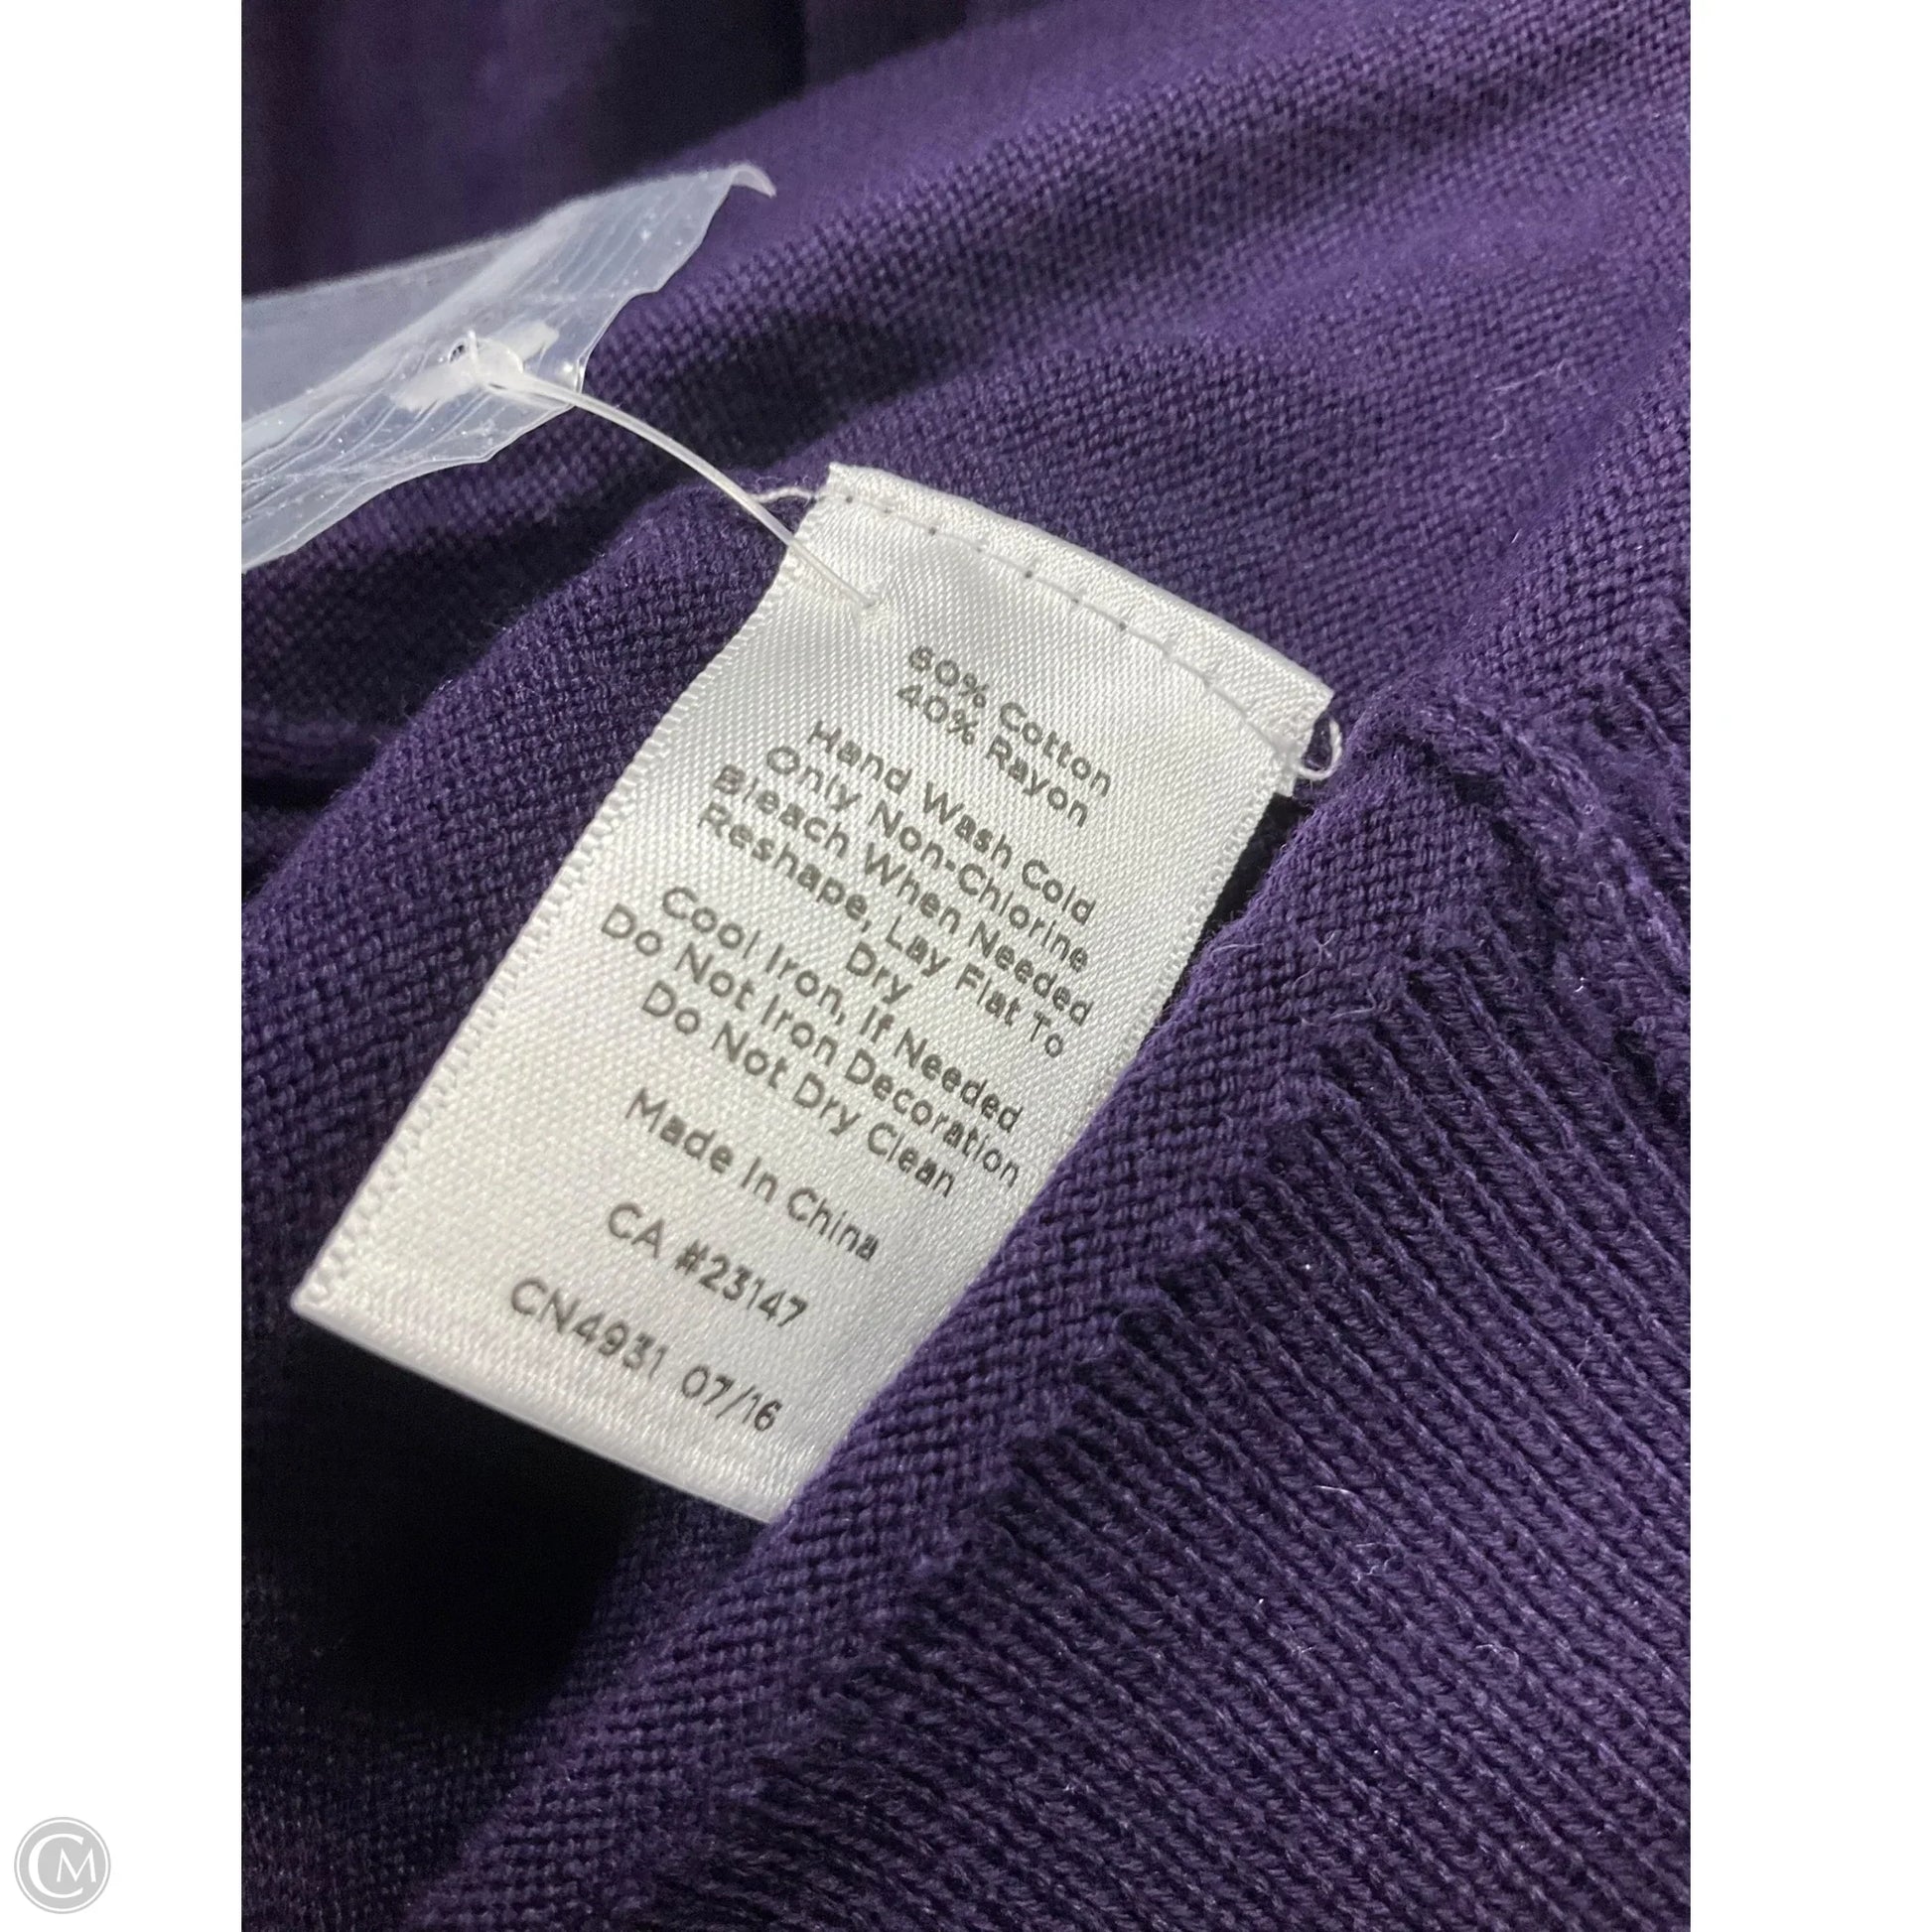 60% Cotton
40% Rayon
Hand Wash Cold
Only Non-Chlorine
Bleach When Needed
Reshape, Lay Flat To
Dry
Cool Iron, If Needed
Do Not Iron Decoration
Do Not Dry Clean
Made In China
CA #23147
CN4931 07/16
CM